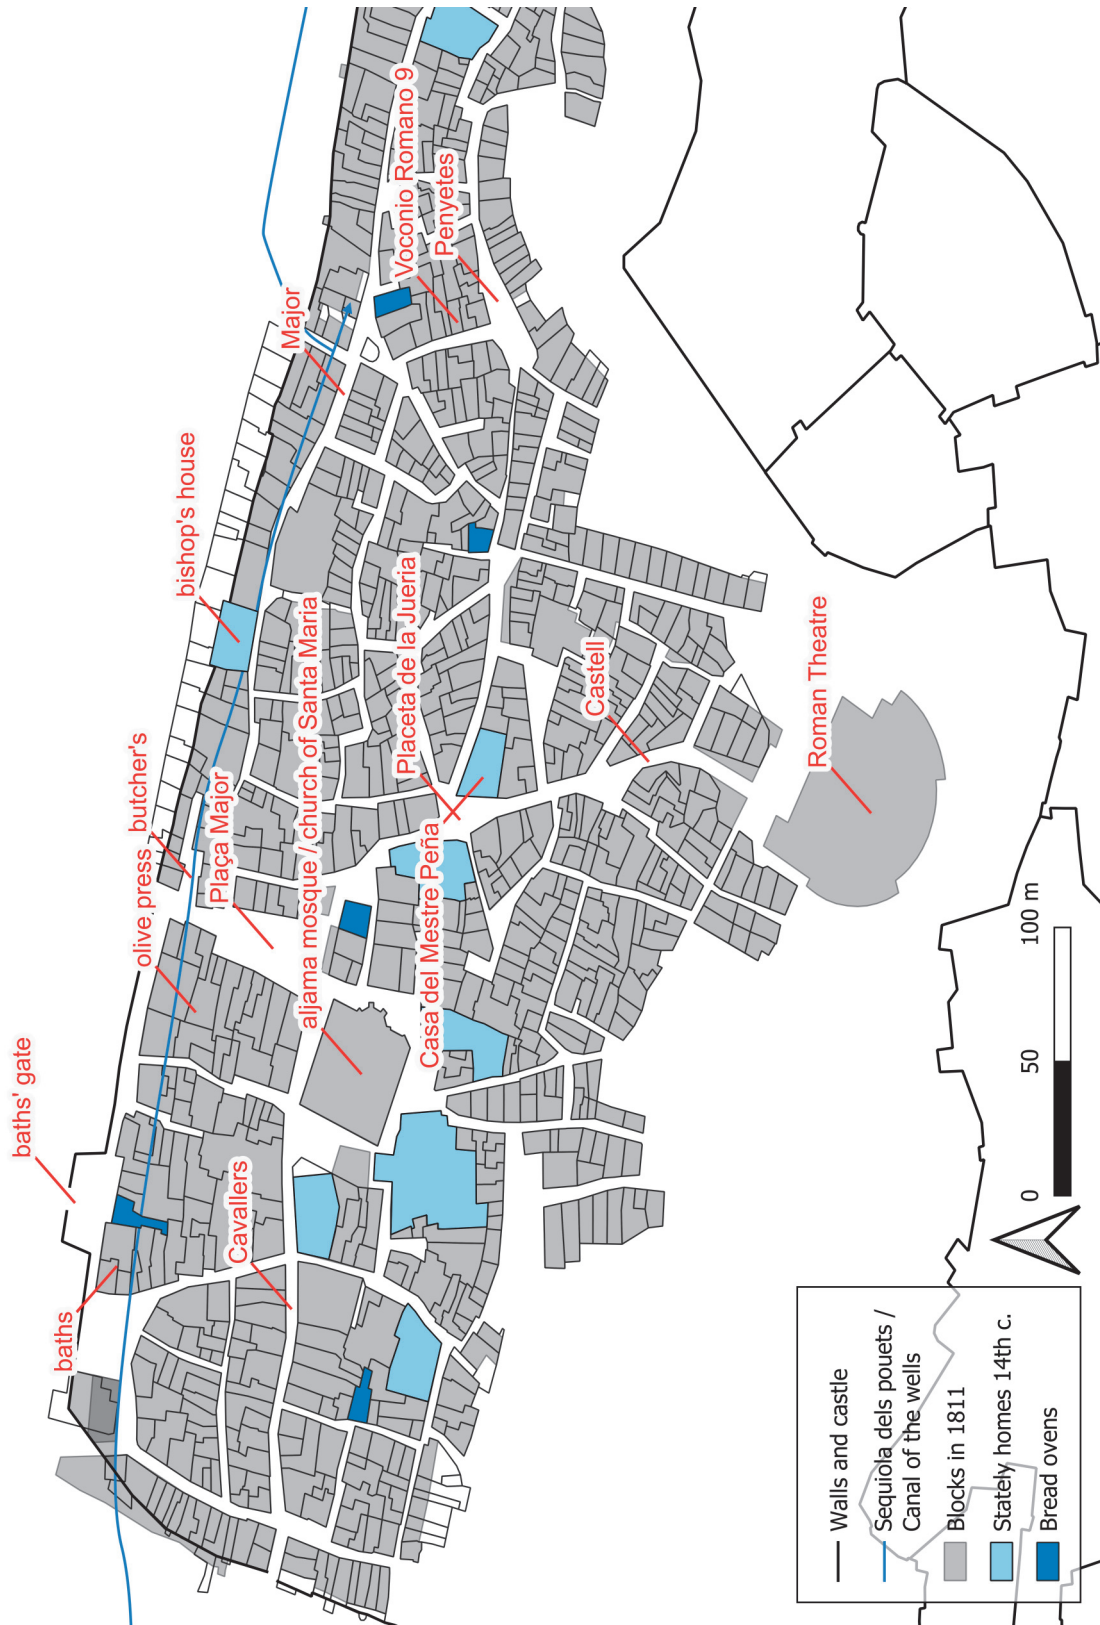 baths' gate
baths
olive press
butcher's
bishop's house
Plaça Major
Major
Cavallers
aljama mosque / church of Santa Maria
Voconio Romano 9
Penyetes
Placeta de la Jueria
Casa del Mestre Peña
Castell
Roman Theatre
Walls and castle
Sequiola dels pouets /
Canal of the wells
Blocks in 1811
Stately homes 14th c.
Bread ovens
0
50
100 m